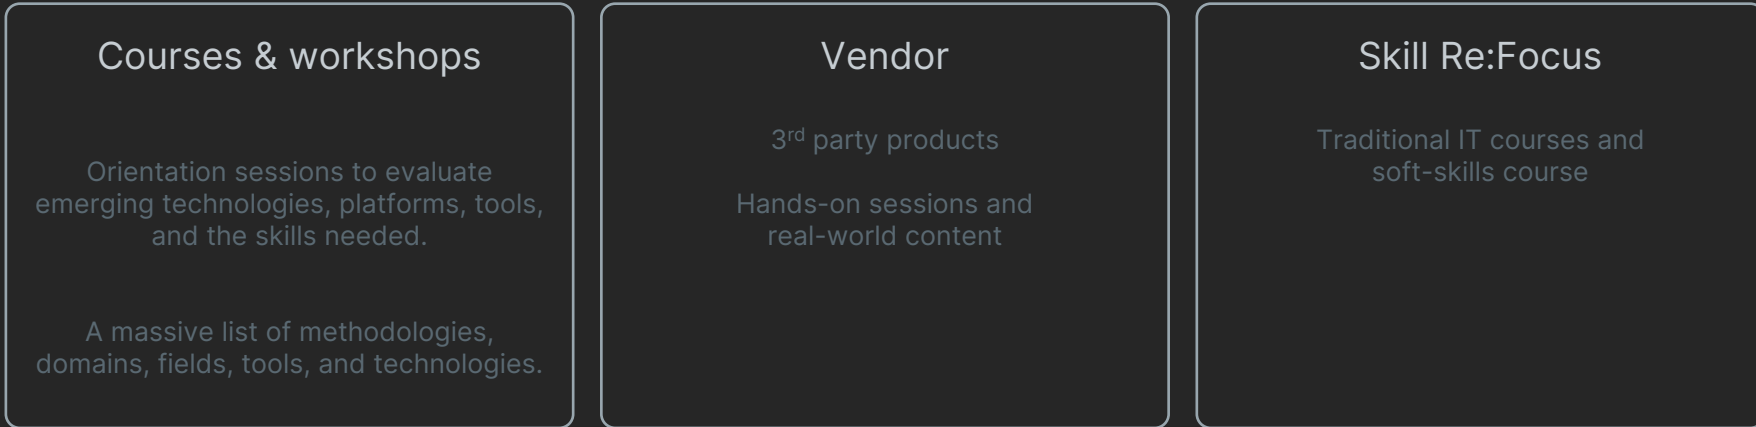 Courses & workshops
Orientation sessions to evaluate
emerging technologies, platforms, tools,
and the skills needed.
A massive list of methodologies,
domains, fields, tools, and technologies.
Vendor
3rd party products
Hands-on sessions and
real-world content
Skill Re:Focus
Traditional IT courses and
soft-skills course